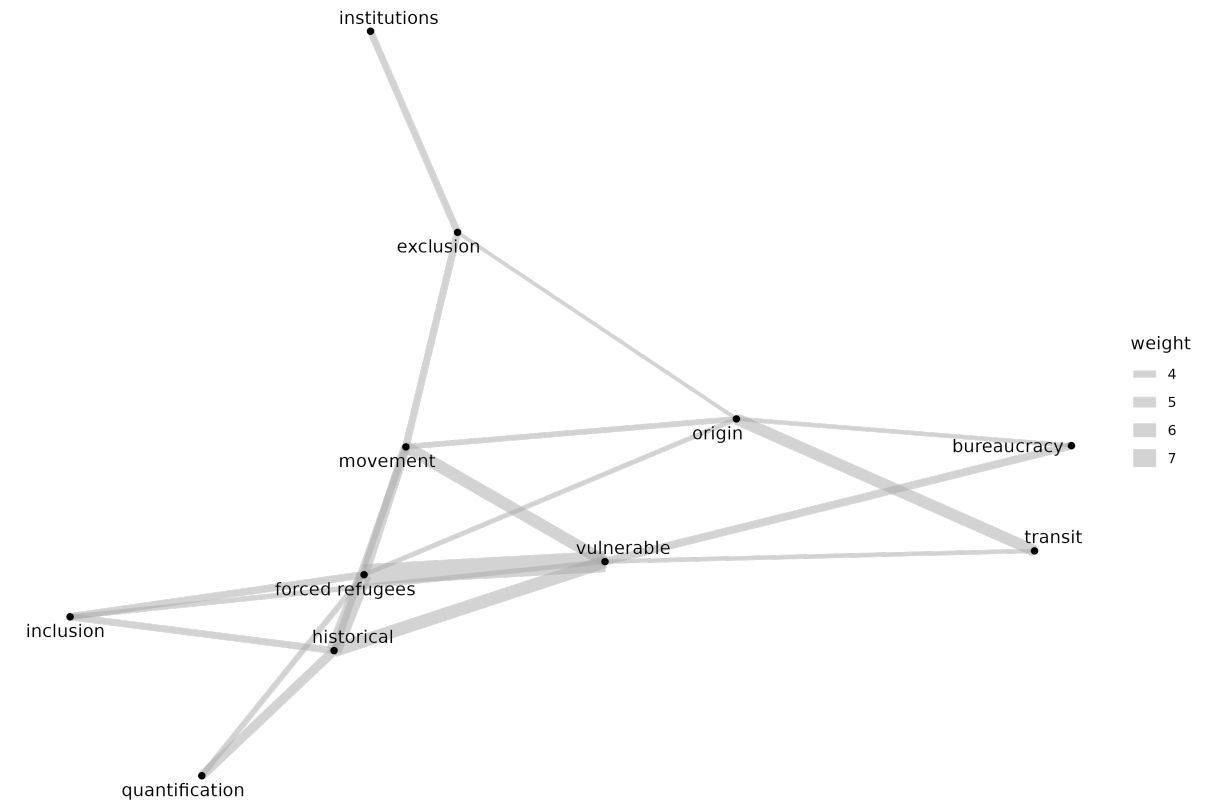 institutions
exclusion
weight
4
5
6
7
origin
bureaucracy
movement
transit
vulnerable
forced refugees
inclusion
historical
quantification